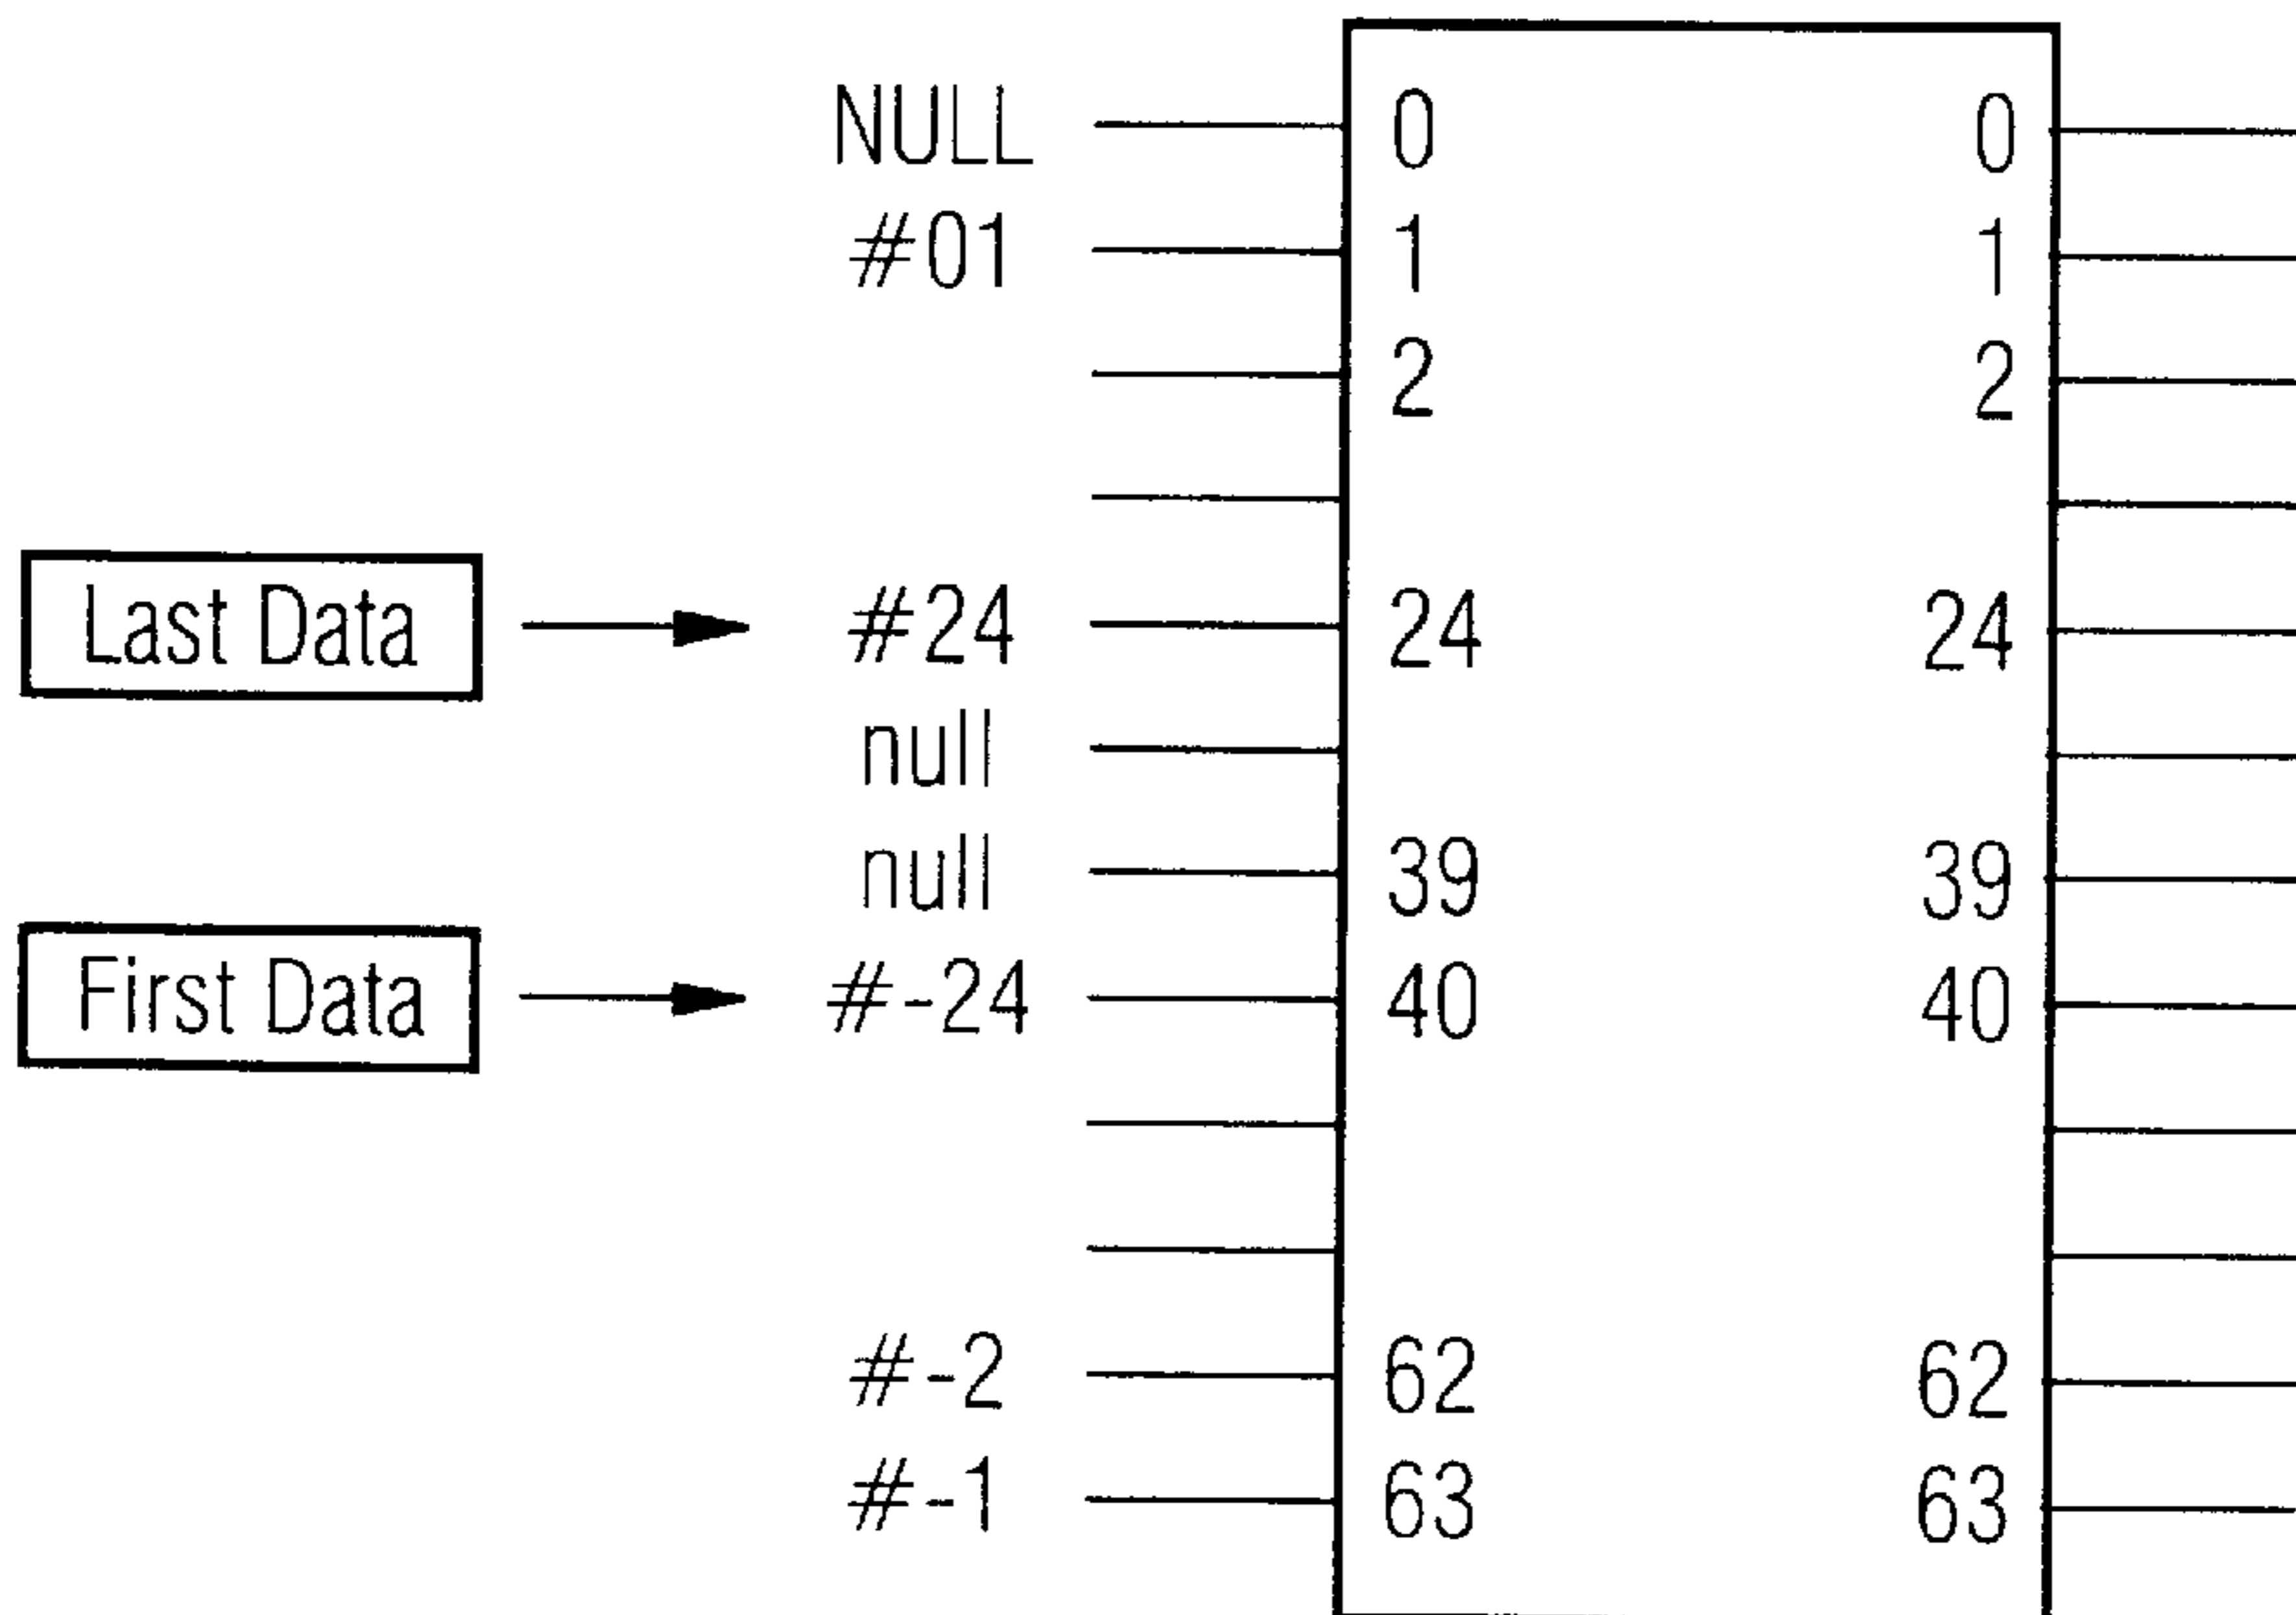 NULL 0 0
#01 1 1
2 2
Last Data #24 24 24
null
null 39 39
First Data #-24 40 40
#-2 62 62
#-1 63 63